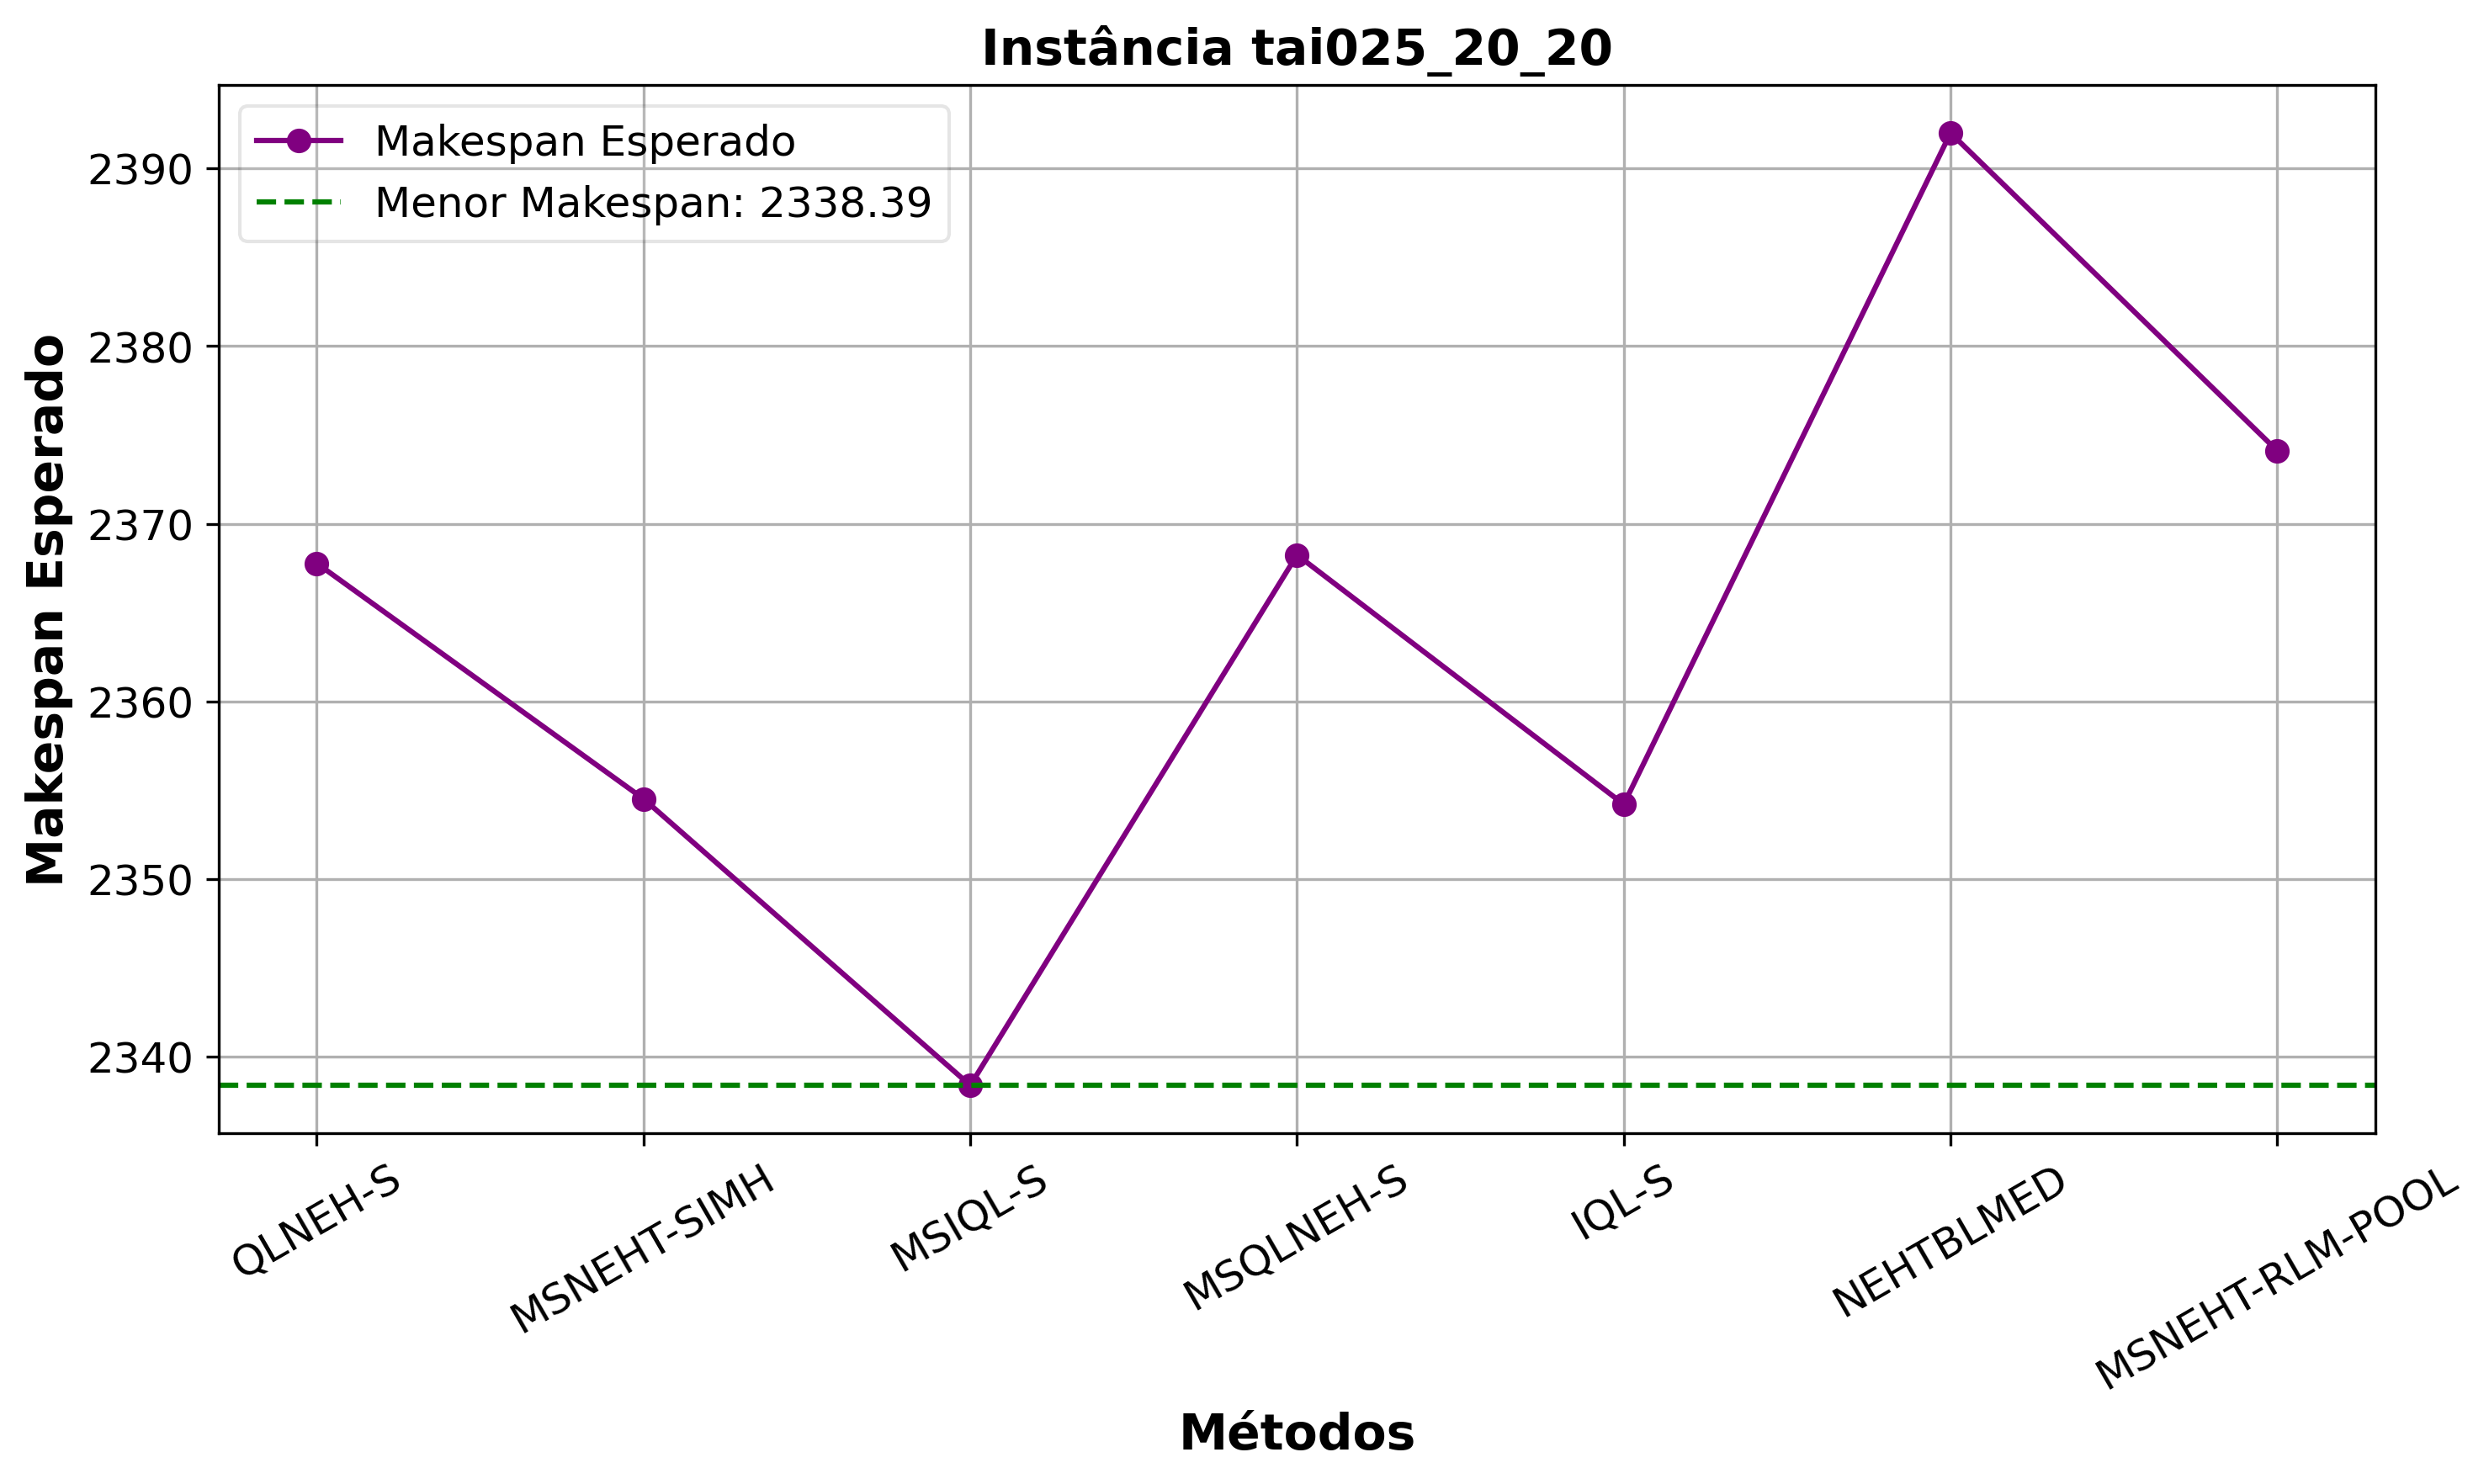 Instância tai025_20_20
Makespan Esperado
Menor Makespan: 2338.39
Makespan Esperado
2390
2380
2370
2360
2350
2340
QLNEH-S
MSNEHT-SIMH
MSIQL-S
MSQLNEH-S
IQL-S
NEHTBLMED
MSNEHT-RLM-POOL
Métodos